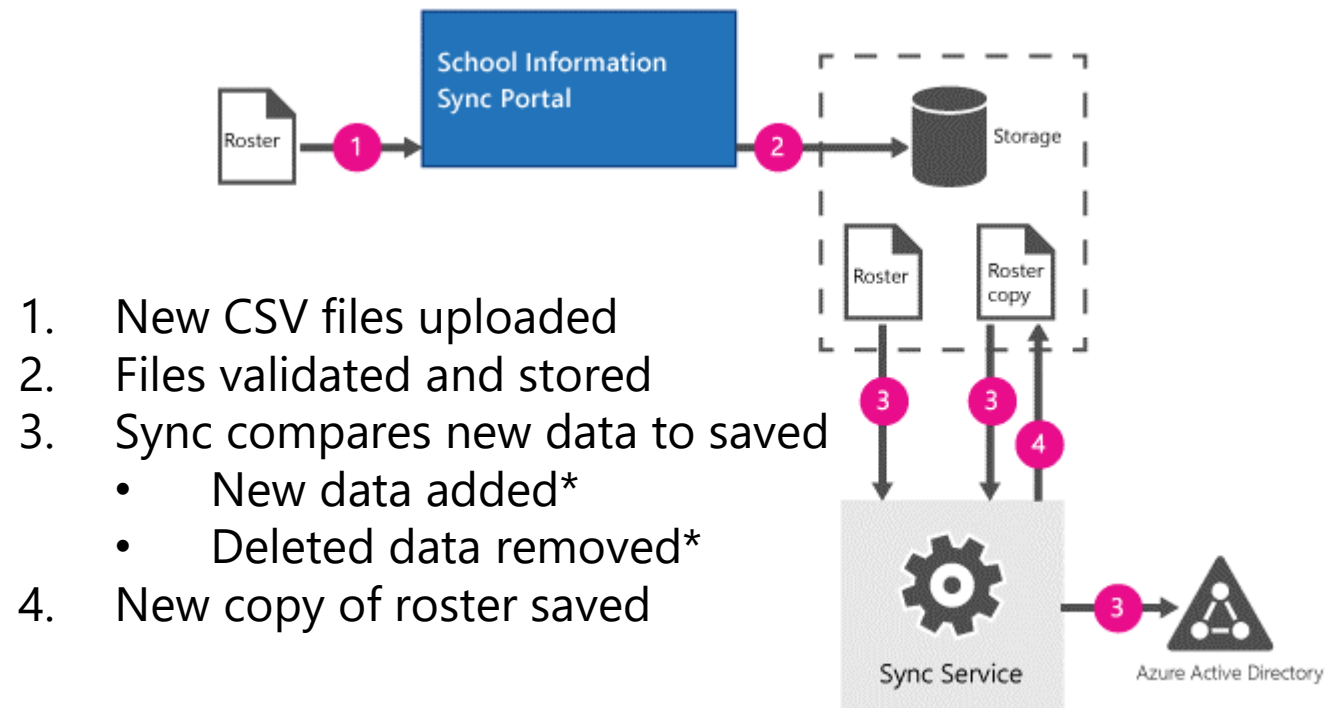 School Information
Sync Portal
Roster
1
2
Storage
Roster
Roster
copy
1. New CSV files uploaded
2. Files validated and stored
3. Sync compares new data to saved
• New data added*
• Deleted data removed*
4. New copy of roster saved
3
3
4
3
Sync Service
Azure Active Directory